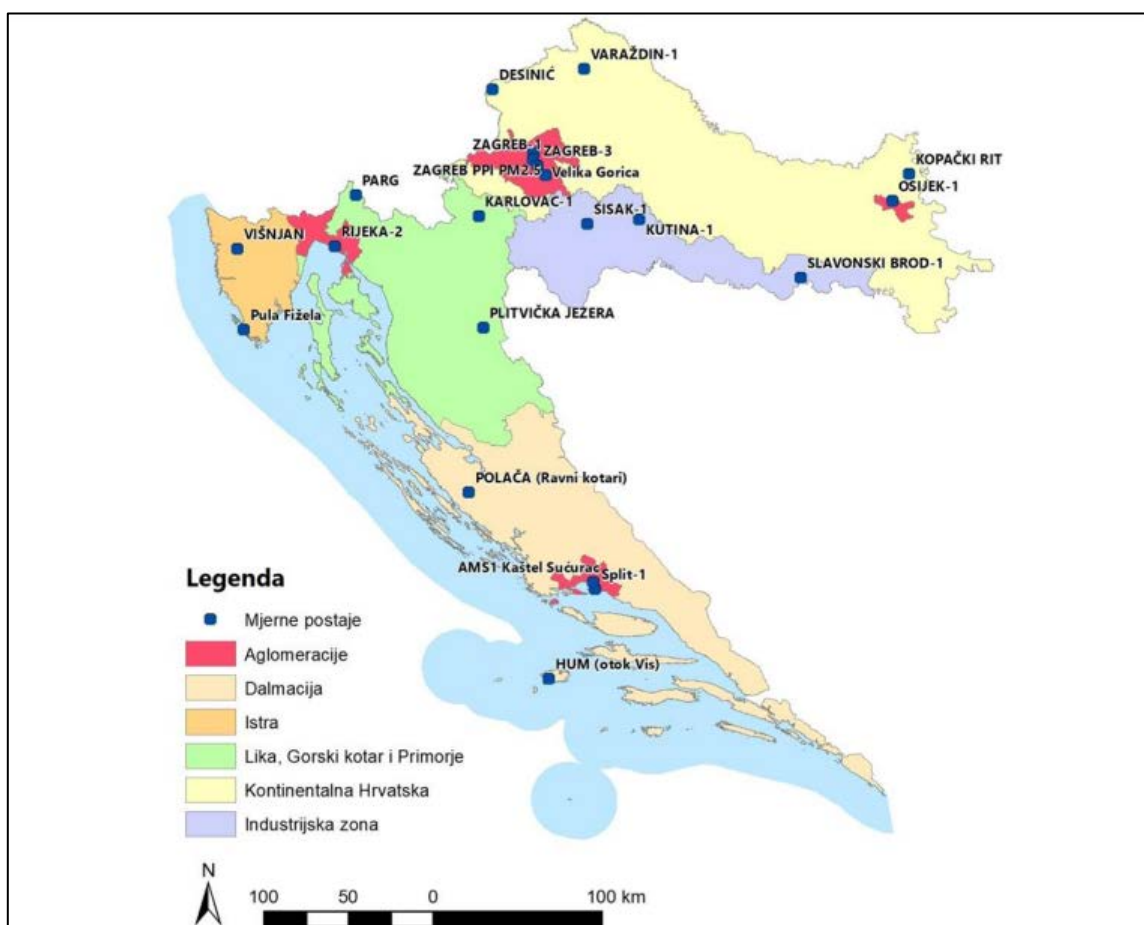 VARAŽDIN-1
DESINIĆ
ZAGREB-1
ZAGREB-3
ZAGREB PPI PM2.5
Velika Gorica
KOPAČKI RIT
OSIJEK-1
PARG
KARLOVAC-1
SISAK-1
KUTINA-1
VIŠNJAN
RIJEKA-2
SLAVONSKI BROD-1
Pula Fižela
PLITVIČKA JEZERA
POLAČA (Ravni kotari)
AMS1 Kaštel Sućurac
Split-1
HUM (otok Vis)
Legenda
Mjerne postaje
Aglomeracije
Dalmacija
Istra
Lika, Gorski kotar i Primorje
Kontinentalna Hrvatska
Industrijska zona
N
100 50 0 100 km